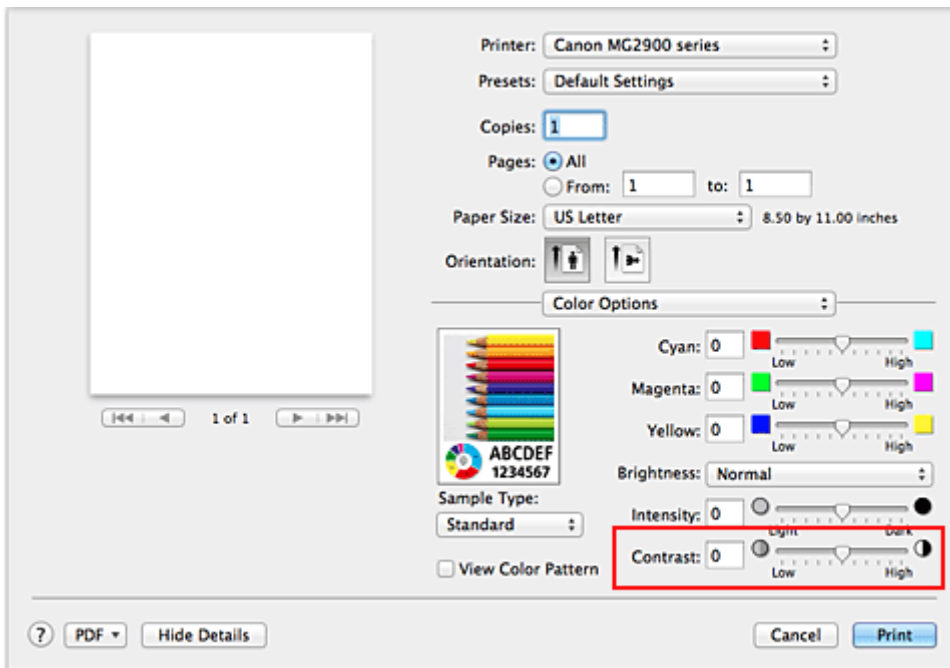 Printer: Canon MG2900 series
Presets: Default Settings
Copies: 1
Pages: All
From: 1 to: 1
Paper Size: US Letter 8.50 by 11.00 inches
Orientation:
Color Options
1 of 1
Cyan: 0
Low High
Magenta: 0
Low High
Yellow: 0
Low High
ABCDEF
1234567
Brightness: Normal
Sample Type:
Standard
Intensity: 0
Light Dark
Contrast: 0
Low High
View Color Pattern
? PDF Hide Details Cancel Print